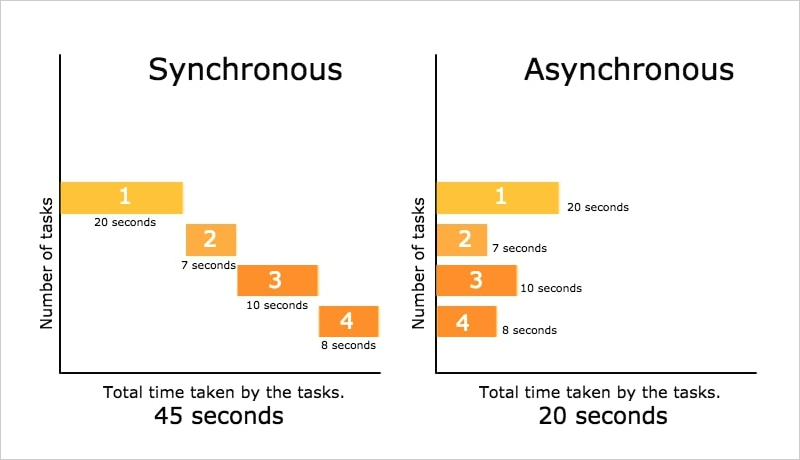 Synchronous
Number of tasks
1
20 seconds
2
7 seconds
3
10 seconds
4
8 seconds
Total time taken by the tasks.
45 seconds
Asynchronous
Number of tasks
1
20 seconds
2
7 seconds
3
10 seconds
4
8 seconds
Total time taken by the tasks.
20 seconds